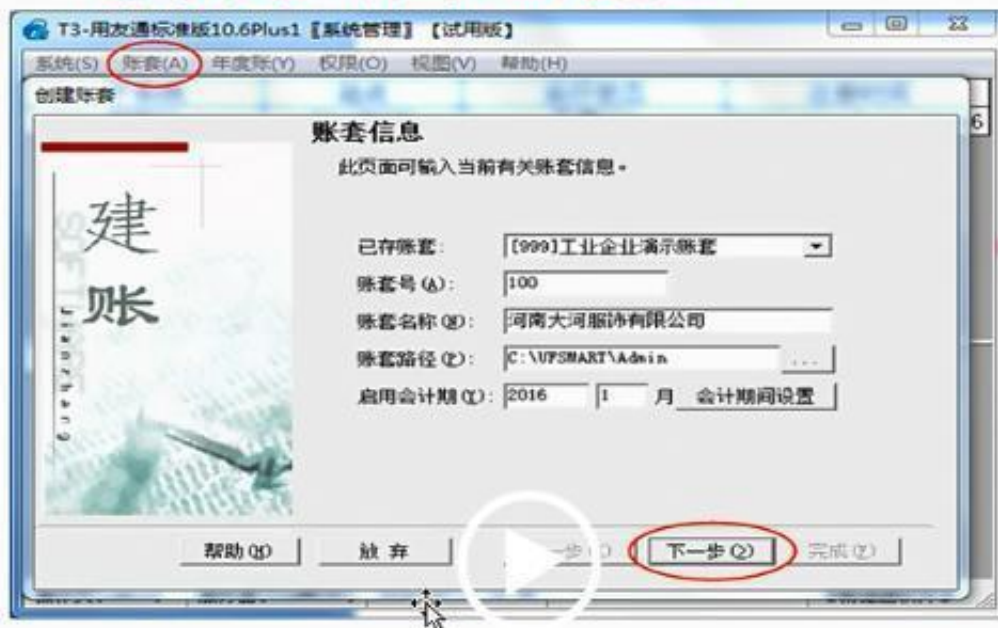 T3-用友通标准版10.6Plus1〖系统管理〗【试用版】
系统(S) 账套(A) 年度账(Y) 权限(O) 视图(V) 帮助(H)
创建账套
6
账套信息
此页面可输入当前有关账套信息。
建账
Jianzhang
已存账套: [999]工业企业演示账套
账套号(A): 100
账套名称(N): 河南大河服饰有限公司
账套路径(P): C:\UFSMART\Admin ...
启用会计期(Y): 2016 1 月 会计期间设置
帮助(H) 放弃 一步 下一步(2) 完成(F)